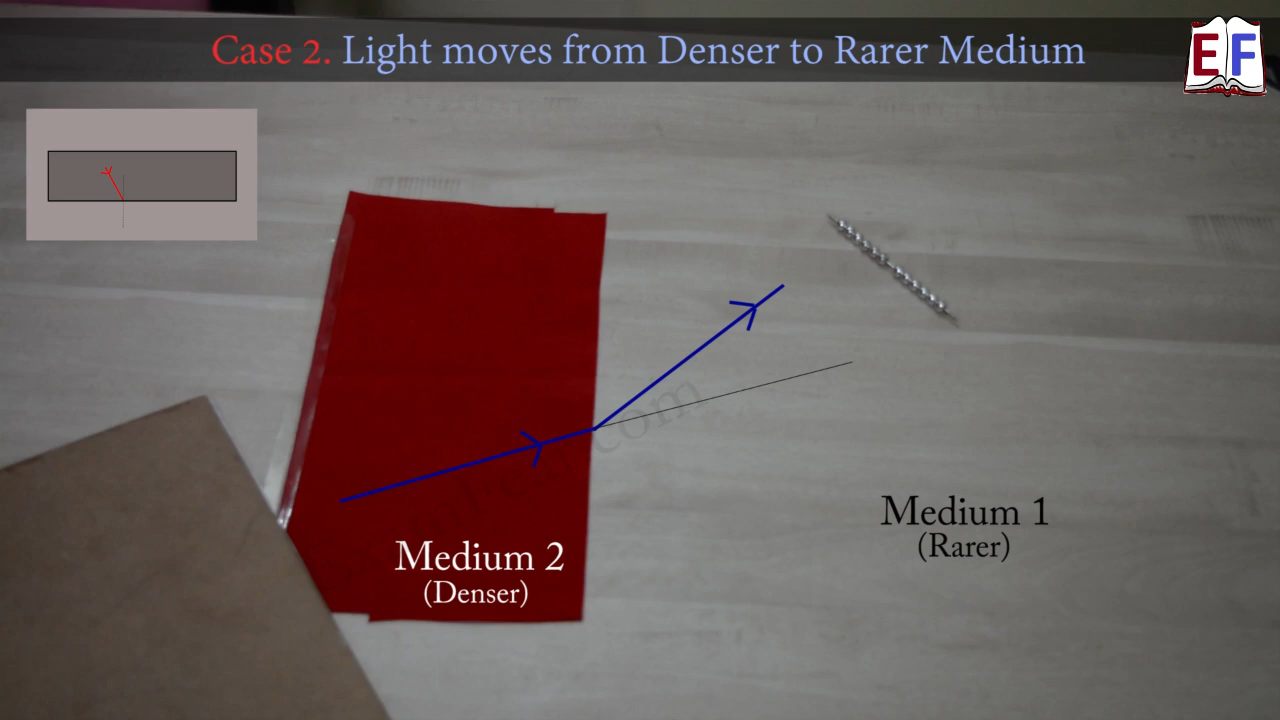 Case 2. Light moves from Denser to Rarer Medium
EF
Medium 1
(Rarer)
Medium 2
(Denser)